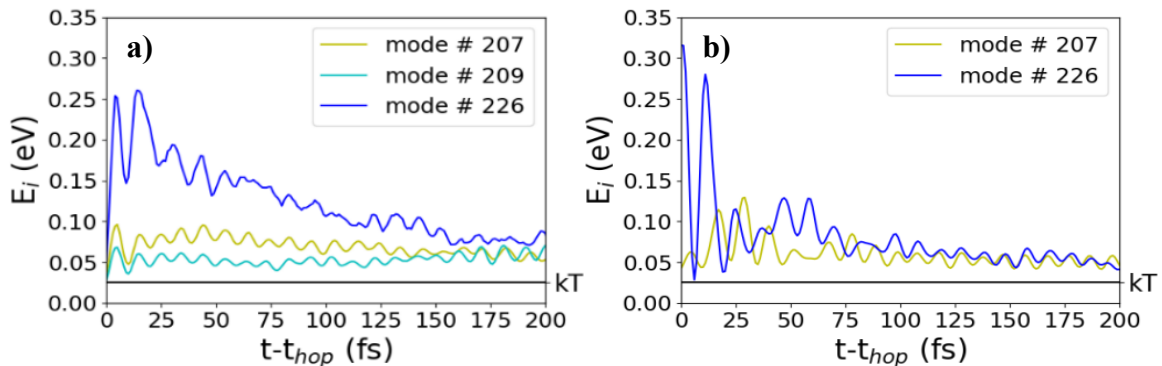 a)
mode # 207
mode # 209
mode # 226
0.35
0.30
0.25
0.20
0.15
0.10
0.05
0.00
E_i (eV)
kT
0 25 50 75 100 125 150 175 200
t-t_hop (fs)
b)
mode # 207
mode # 226
0.35
0.30
0.25
0.20
0.15
0.10
0.05
0.00
E_i (eV)
kT
0 25 50 75 100 125 150 175 200
t-t_hop (fs)